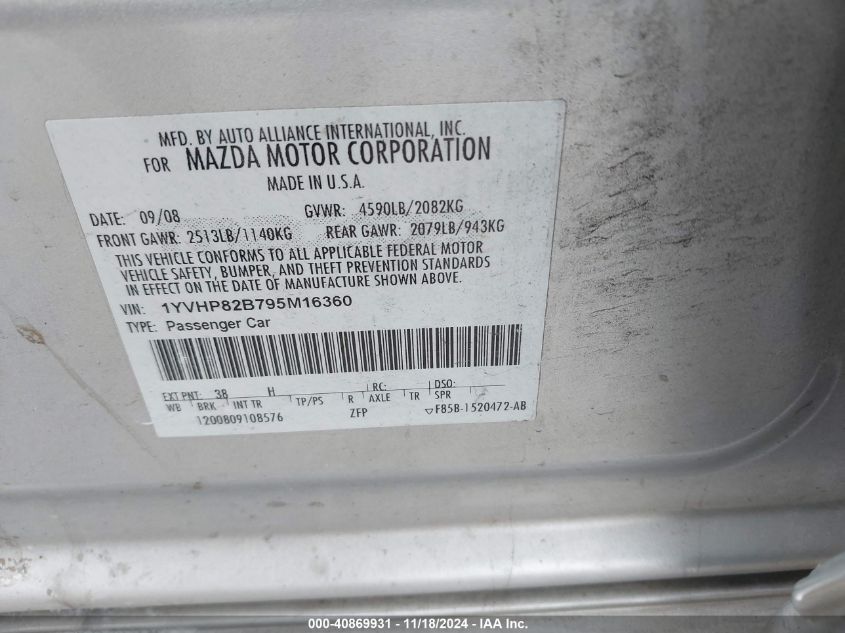 MFD. BY AUTO ALLIANCE INTERNATIONAL, INC.
FOR MAZDA MOTOR CORPORATION
MADE IN U.S.A.
DATE: 09/08 GVWR: 4590LB/2082KG
FRONT GAWR: 2513LB/1140KG REAR GAWR: 2079LB/943KG
THIS VEHICLE CONFORMS TO ALL APPLICABLE FEDERAL MOTOR
VEHICLE SAFETY, BUMPER, AND THEFT PREVENTION STANDARDS
IN EFFECT ON THE DATE OF MANUFACTURE SHOWN ABOVE.
VIN: 1YVHP82B795M16360
TYPE: Passenger Car
EXT PNT: 3B H RC: DSO:
WB BRK INT TR TP/PS R AXLE TR SPR
1200809108576 ZFP ▽F85B-1520472-AB
000-40869931 - 11/18/2024 - IAA Inc.